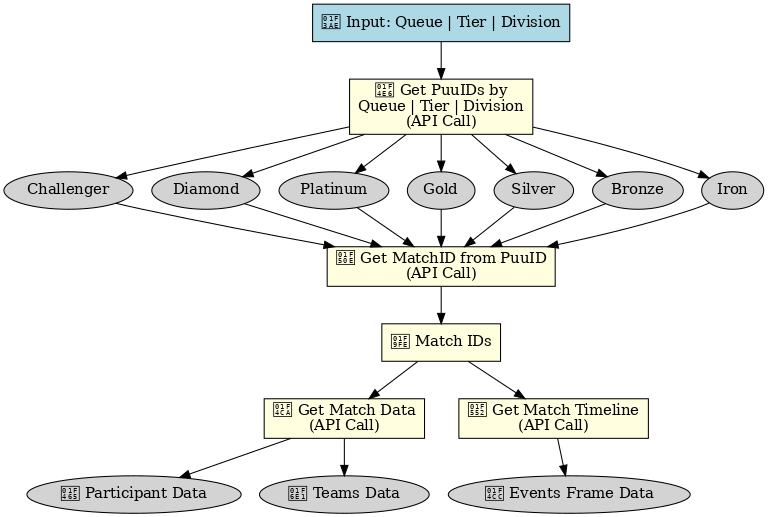 Input: Queue | Tier | Division
Get PuuIDs by
Queue | Tier | Division
(API Call)
Challenger
Diamond
Platinum
Gold
Silver
Bronze
Iron
Get MatchID from PuuID
(API Call)
Match IDs
Get Match Data
(API Call)
Get Match Timeline
(API Call)
Participant Data
Teams Data
Events Frame Data